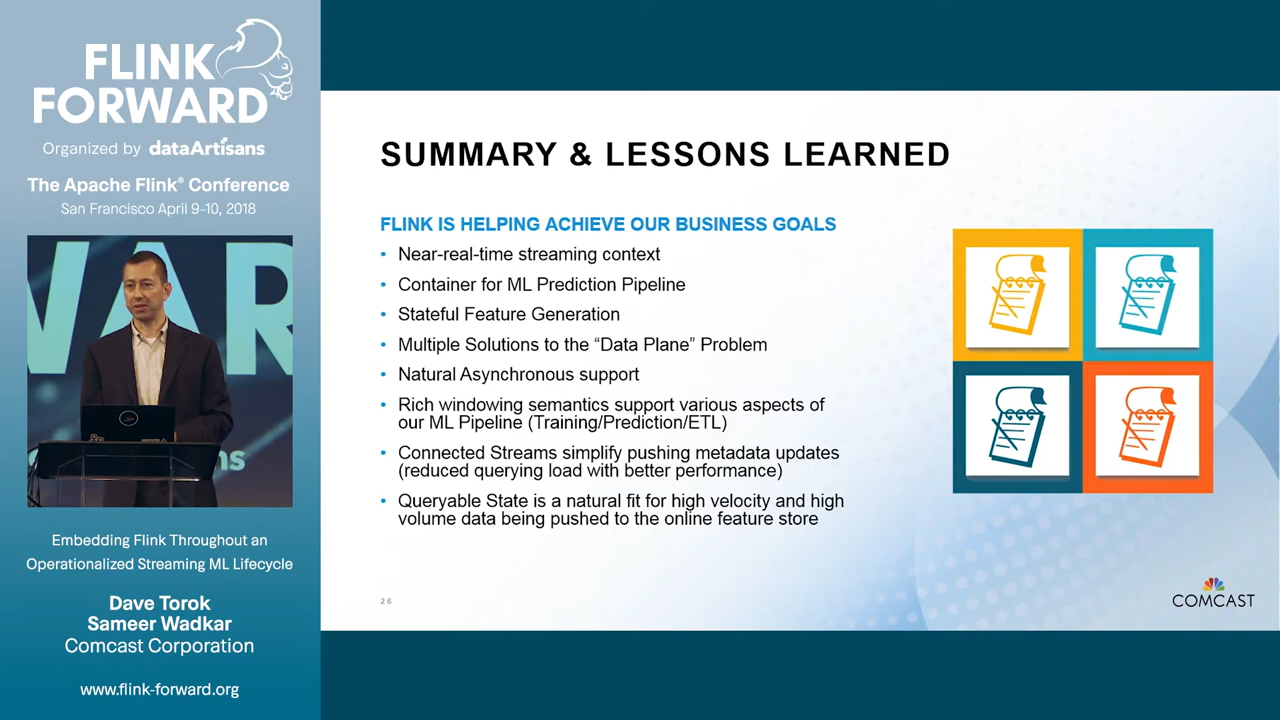 FLINK
FORWARD
Organized by dataArtisans
The Apache Flink® Conference
San Francisco April 9-10, 2018
WAR
ns
Embedding Flink Throughout an
Operationalized Streaming ML Lifecycle
Dave Torok
Sameer Wadkar
Comcast Corporation
www.flink-forward.org
SUMMARY & LESSONS LEARNED
FLINK IS HELPING ACHIEVE OUR BUSINESS GOALS
• Near-real-time streaming context
• Container for ML Prediction Pipeline
• Stateful Feature Generation
• Multiple Solutions to the “Data Plane” Problem
• Natural Asynchronous support
• Rich windowing semantics support various aspects of
our ML Pipeline (Training/Prediction/ETL)
• Connected Streams simplify pushing metadata updates
(reduced querying load with better performance)
• Queryable State is a natural fit for high velocity and high
volume data being pushed to the online feature store
26
COMCAST